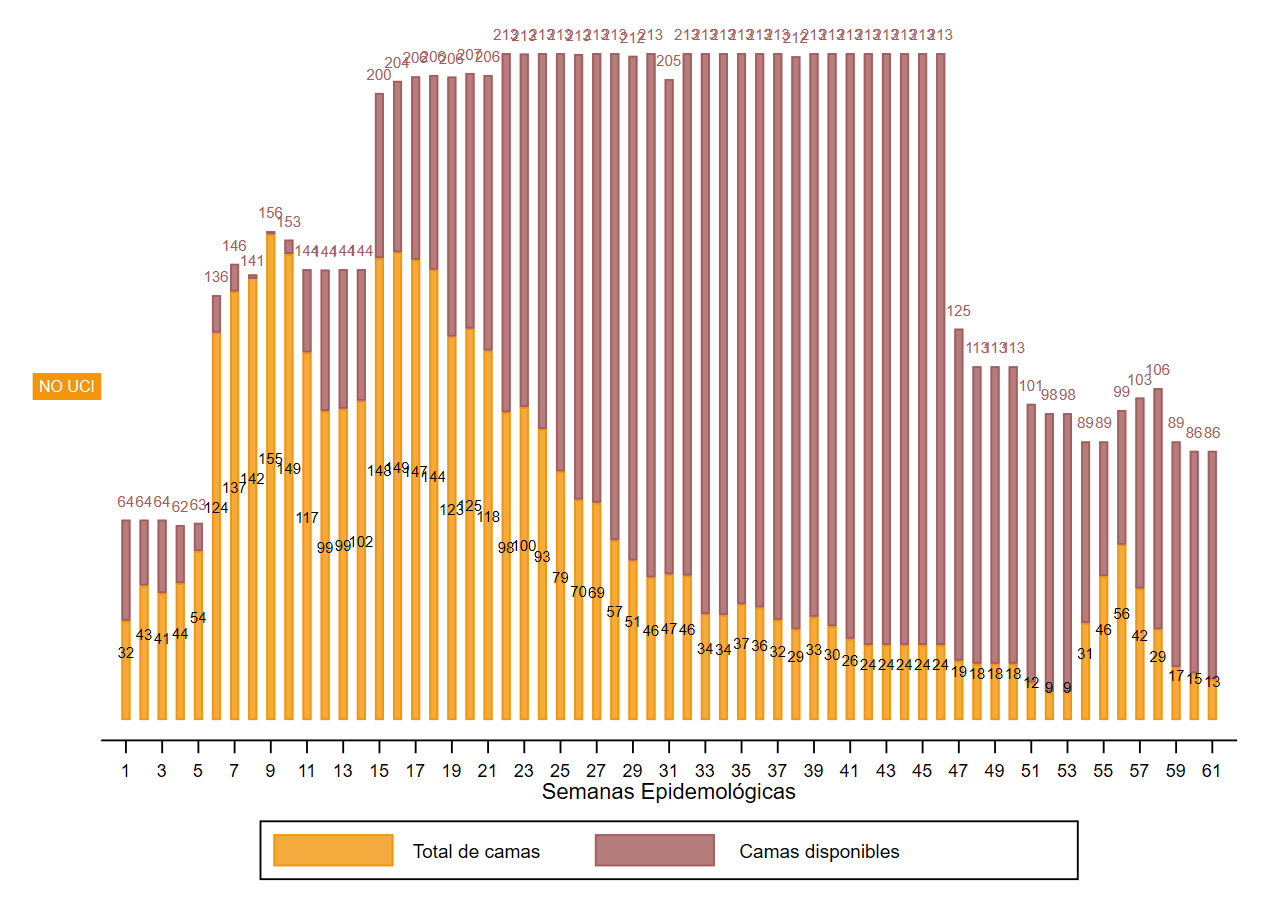 213 213 213 213 213 213 213 212 213 213 213 213 213 213 213 212 213 213 213 213 213 213 213 213
200 204 206 206 206 207 206 205
156 153
146 141 144 144 144 144
136
125
113 113 113
106
101 98 98 99 103
89 89 89 86 86
64 64 64 62 63
NO UCI
32 43 41 44 54 124 137 142 155 149 117 99 99 102 148 149 147 144 123 125 118 98 100 93 79 70 69 57 51 46 47 46 34 34 37 36 32 29 33 30 26 24 24 24 24 24 19 18 18 18 12 9 9 31 46 56 42 29 17 15 13
1 3 5 7 9 11 13 15 17 19 21 23 25 27 29 31 33 35 37 39 41 43 45 47 49 51 53 55 57 59 61
Semanas Epidemológicas
Total de camas Camas disponibles